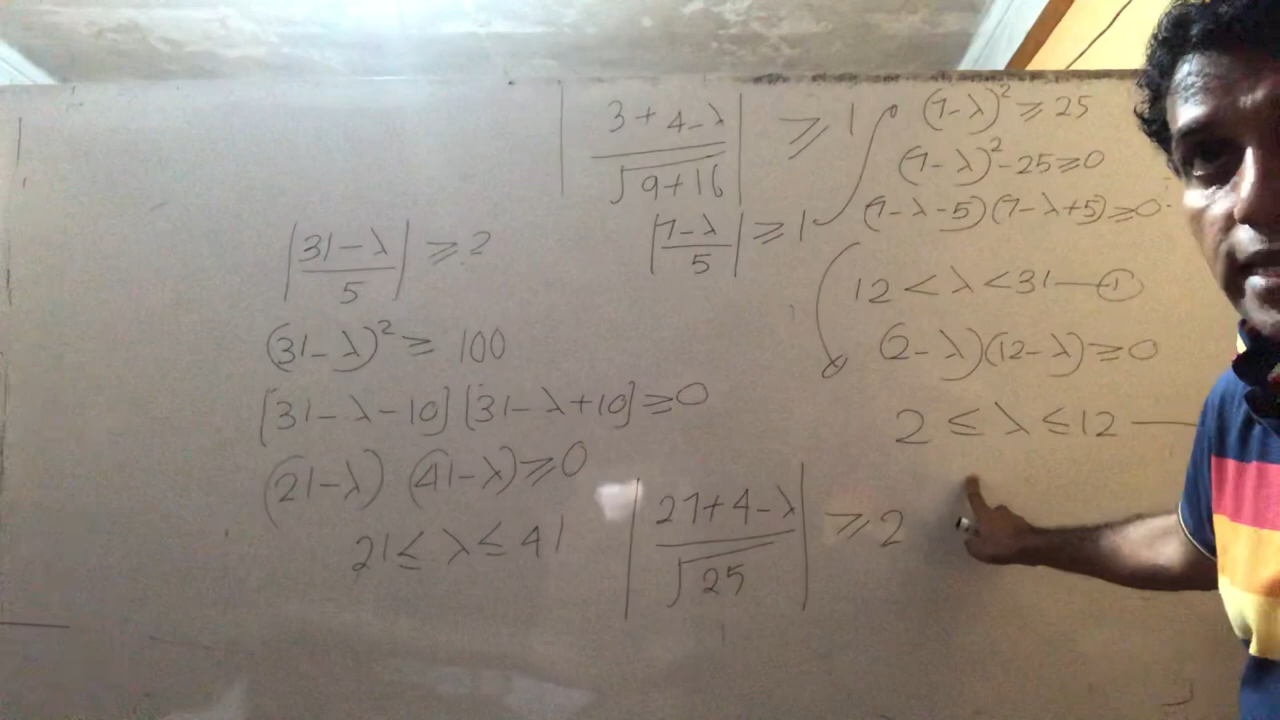 |3+4-λ / √9+16| ≥ 1
|7-λ / 5| ≥ 1
(7-λ)² ≥ 25
(7-λ)²-25≥0
(7-λ-5)(7-λ+5)≥0
12 < λ < 31 — ①
(2-λ)(12-λ)≥0
2 ≤ λ ≤ 12 —
|31-λ / 5| ≥ 2
(31-λ)² ≥ 100
[31-λ-10][31-λ+10]≥0
(21-λ) (41-λ)≥0
21≤ λ ≤ 41
|27+4-λ / √25| ≥ 2